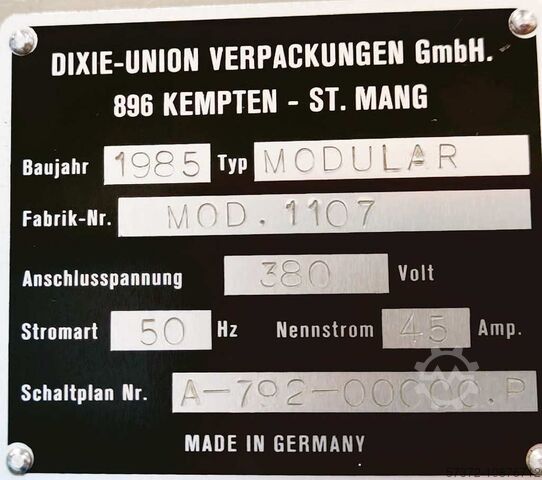 DIXIE-UNION VERPACKUNGEN GmbH.
896 KEMPTEN - ST. MANG
Baujahr 1985 Typ MODULAR
Fabrik-Nr. MOD. 1107
Anschlusspannung 380 Volt
Stromart 50 Hz Nennstrom 45 Amp.
Schaltplan Nr.
MADE IN GERMANY